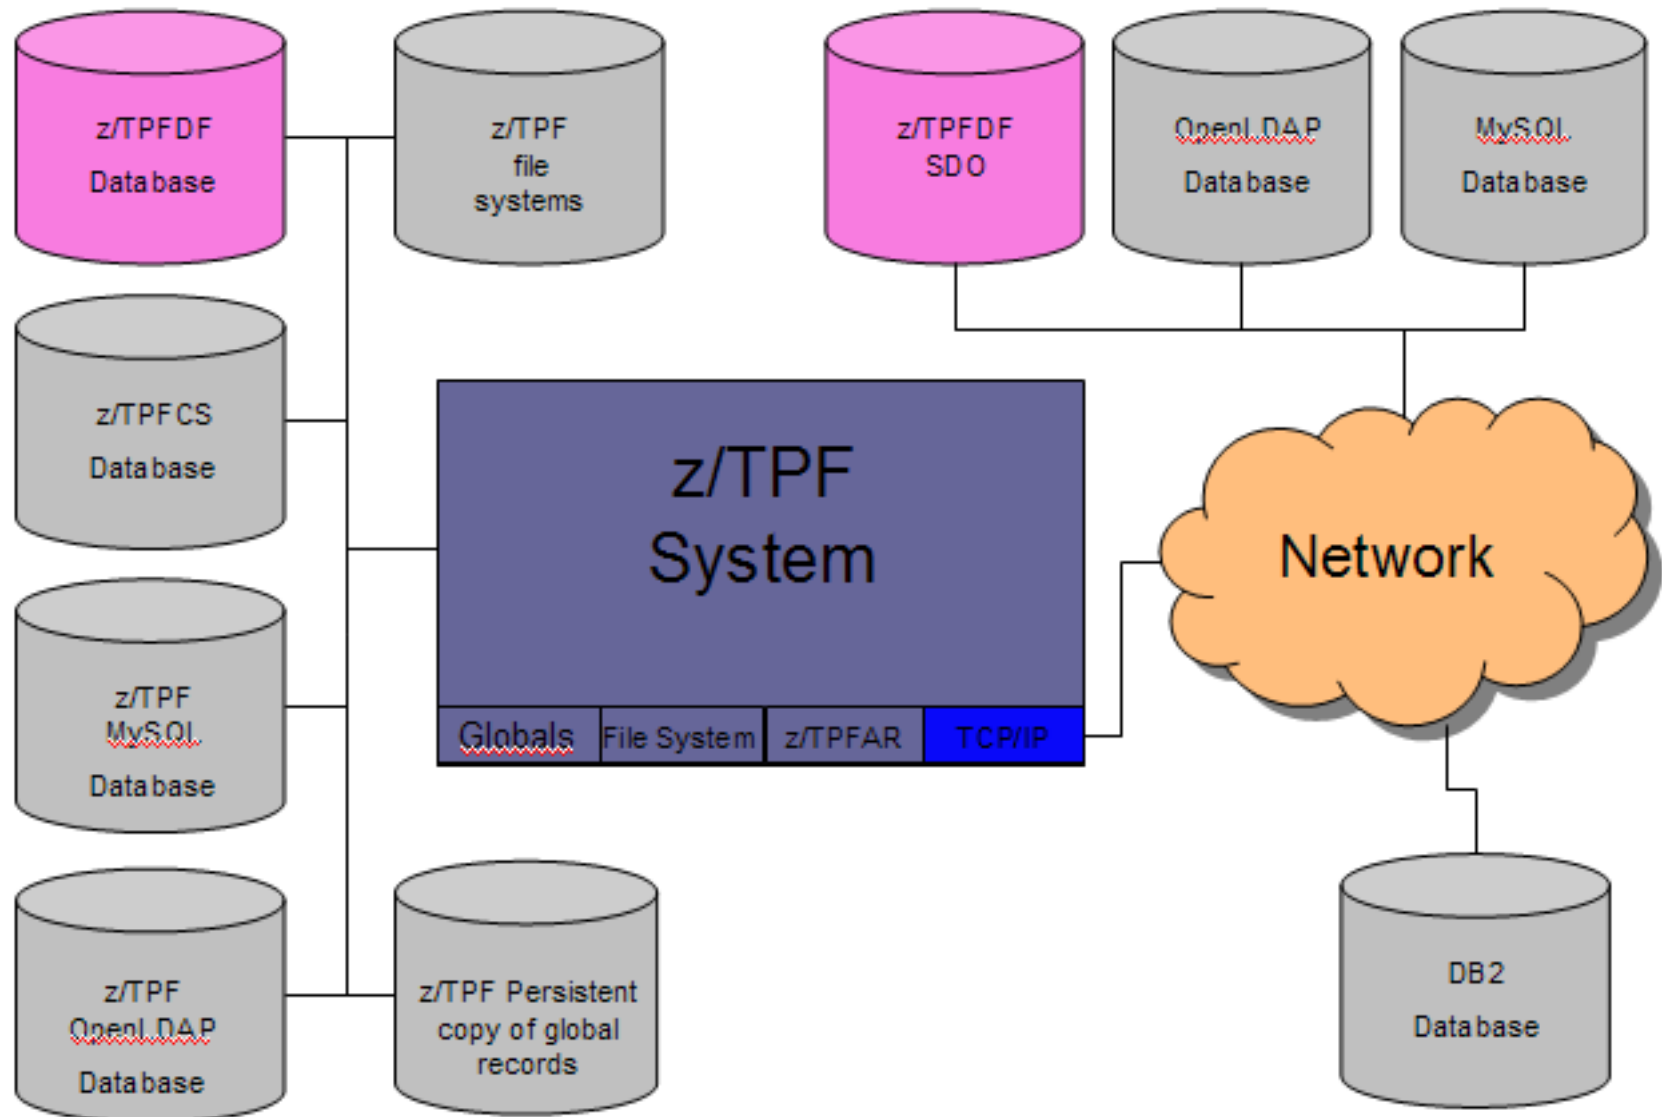 z/TPFDF
Database
z/TPF
file
systems
z/TPFDF
SDO
OpenLDAP
Database
MySQL
Database
z/TPFCS
Database
z/TPF
System
Network
z/TPF
MySQL
Database
Globals
File System
z/TPFAR
TCP/IP
z/TPF
OpenLDAP
Database
z/TPF Persistent
copy of global
records
DB2
Database